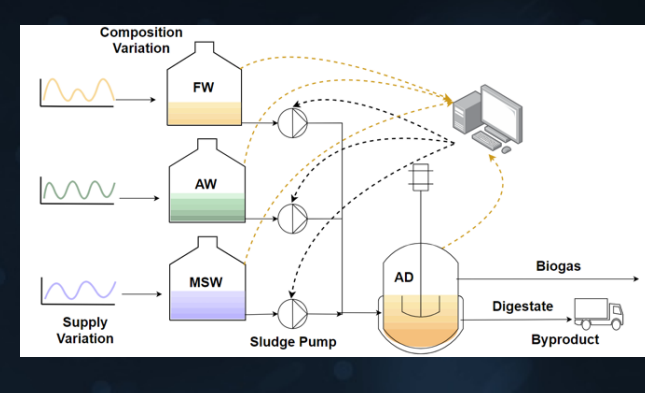 Composition
Variation
FW
AW
MSW
Supply
Variation
Sludge Pump
AD
Biogas
Digestate
Byproduct